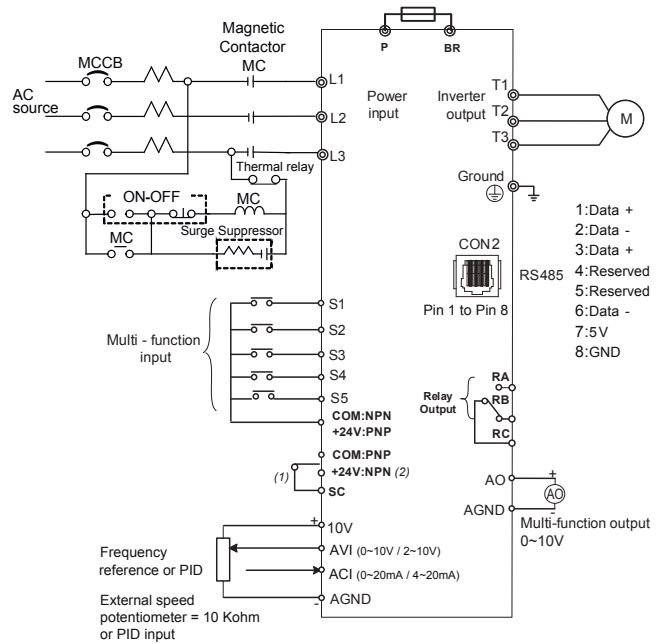 P BR
Magnetic
Contactor
MCCB
MC
AC
source
L1
L2
L3
Power
input
Inverter
output
T1
T2
T3
M
Thermal relay
ON-OFF
MC
MC
Surge Suppressor
Ground
CON2
RS485
Pin 1 to Pin 8
1:Data +
2:Data -
3:Data +
4:Reserved
5:Reserved
6:Data -
7:5V
8:GND
Multi - function
input
S1
S2
S3
S4
S5
COM:NPN
+24V:PNP
COM:PNP
+24V:NPN (2)
(1)
SC
Relay
Output
RA
RB
RC
AO
+
AO
-
AGND
Multi-function output
0~10V
+
10V
AVI (0~10V / 2~10V)
ACI (0~20mA / 4~20mA)
-
AGND
Frequency
reference or PID
External speed
potentiometer = 10 Kohm
or PID input